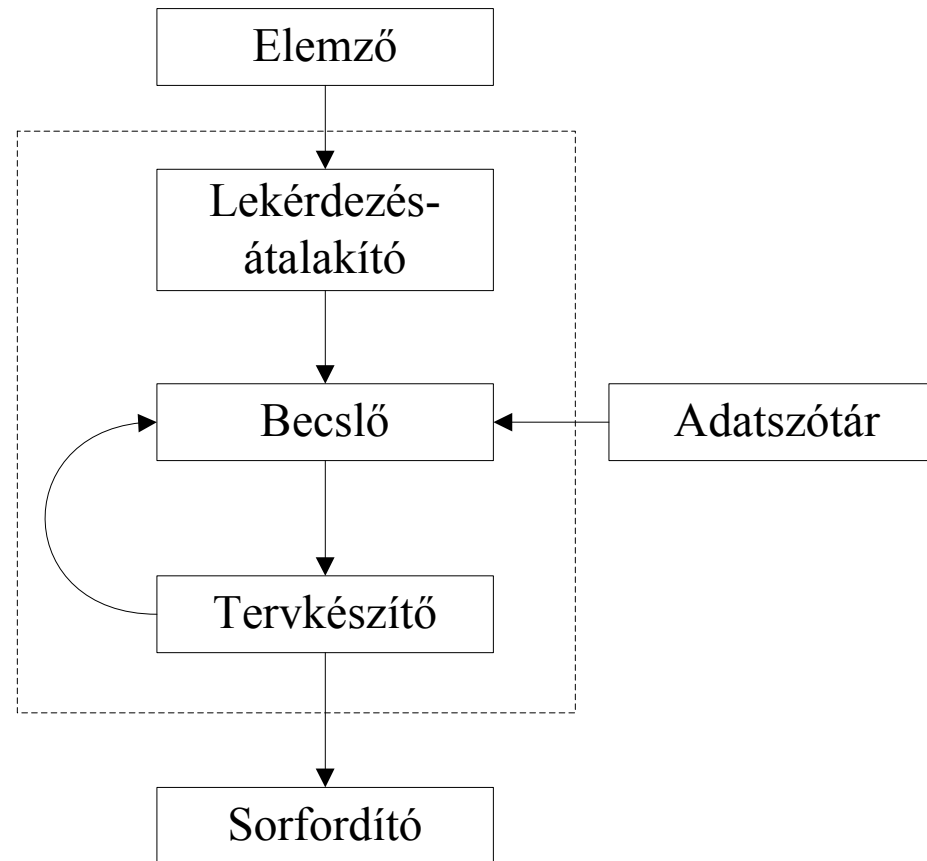 Elemző
Lekérdezés-
átalakító
Becslő
Adatszótár
Tervkészítő
Sorfordító